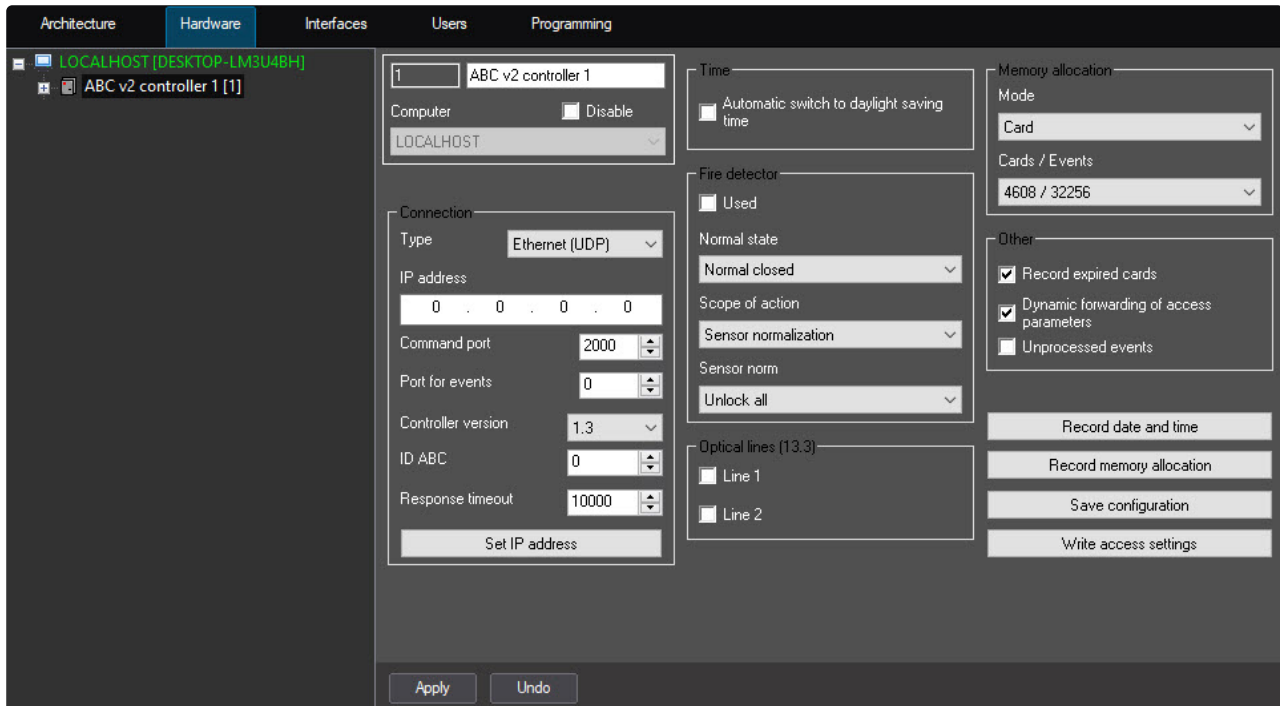 Architecture
Hardware
Interfaces
Users
Programming
LOCALHOST [DESKTOP-LM3U4BH]
ABC v2 controller 1 [1]
1
ABC v2 controller 1
Computer
Disable
LOCALHOST
Connection
Type
Ethernet (UDP)
IP address
0 . 0 . 0 . 0
Command port
2000
Port for events
0
Controller version
1.3
ID ABC
0
Response timeout
10000
Set IP address
Time
Automatic switch to daylight saving
time
Fire detector
Used
Normal state
Normal closed
Scope of action
Sensor normalization
Sensor norm
Unlock all
Optical lines (13.3)
Line 1
Line 2
Memory allocation
Mode
Card
Cards / Events
4608 / 32256
Other
Record expired cards
Dynamic forwarding of access
parameters
Unprocessed events
Record date and time
Record memory allocation
Save configuration
Write access settings
Apply
Undo